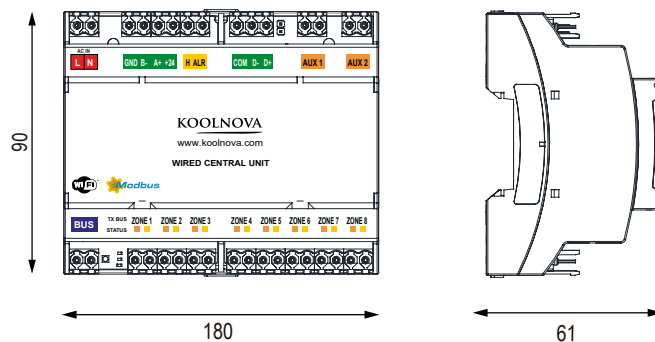 AC IN
L N GND B- A+ +24 H ALR COM D- D+ AUX 1 AUX 2
KOOLNOVA
www.koolnova.com
WIRED CENTRAL UNIT
WiFi Modbus
BUS TX BUS ZONE 1 ZONE 2 ZONE 3 ZONE 4 ZONE 5 ZONE 6 ZONE 7 ZONE 8
STATUS
90
180
61